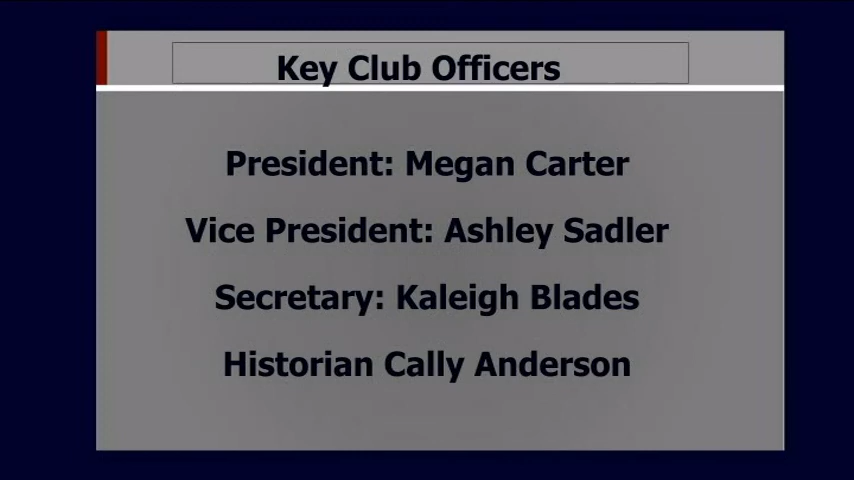 Key Club Officers
President: Megan Carter
Vice President: Ashley Sadler
Secretary: Kaleigh Blades
Historian Cally Anderson